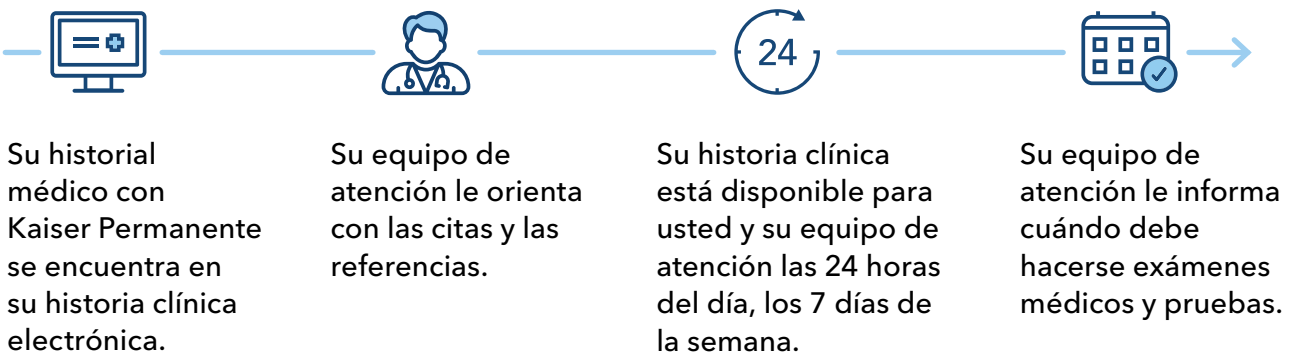 24
Su historial
médico con
Kaiser Permanente
se encuentra en
su historia clínica
electrónica.
Su equipo de
atención le orienta
con las citas y las
referencias.
Su historia clínica
está disponible para
usted y su equipo de
atención las 24 horas
del día, los 7 días de
la semana.
Su equipo de
atención le informa
cuándo debe
hacerse exámenes
médicos y pruebas.